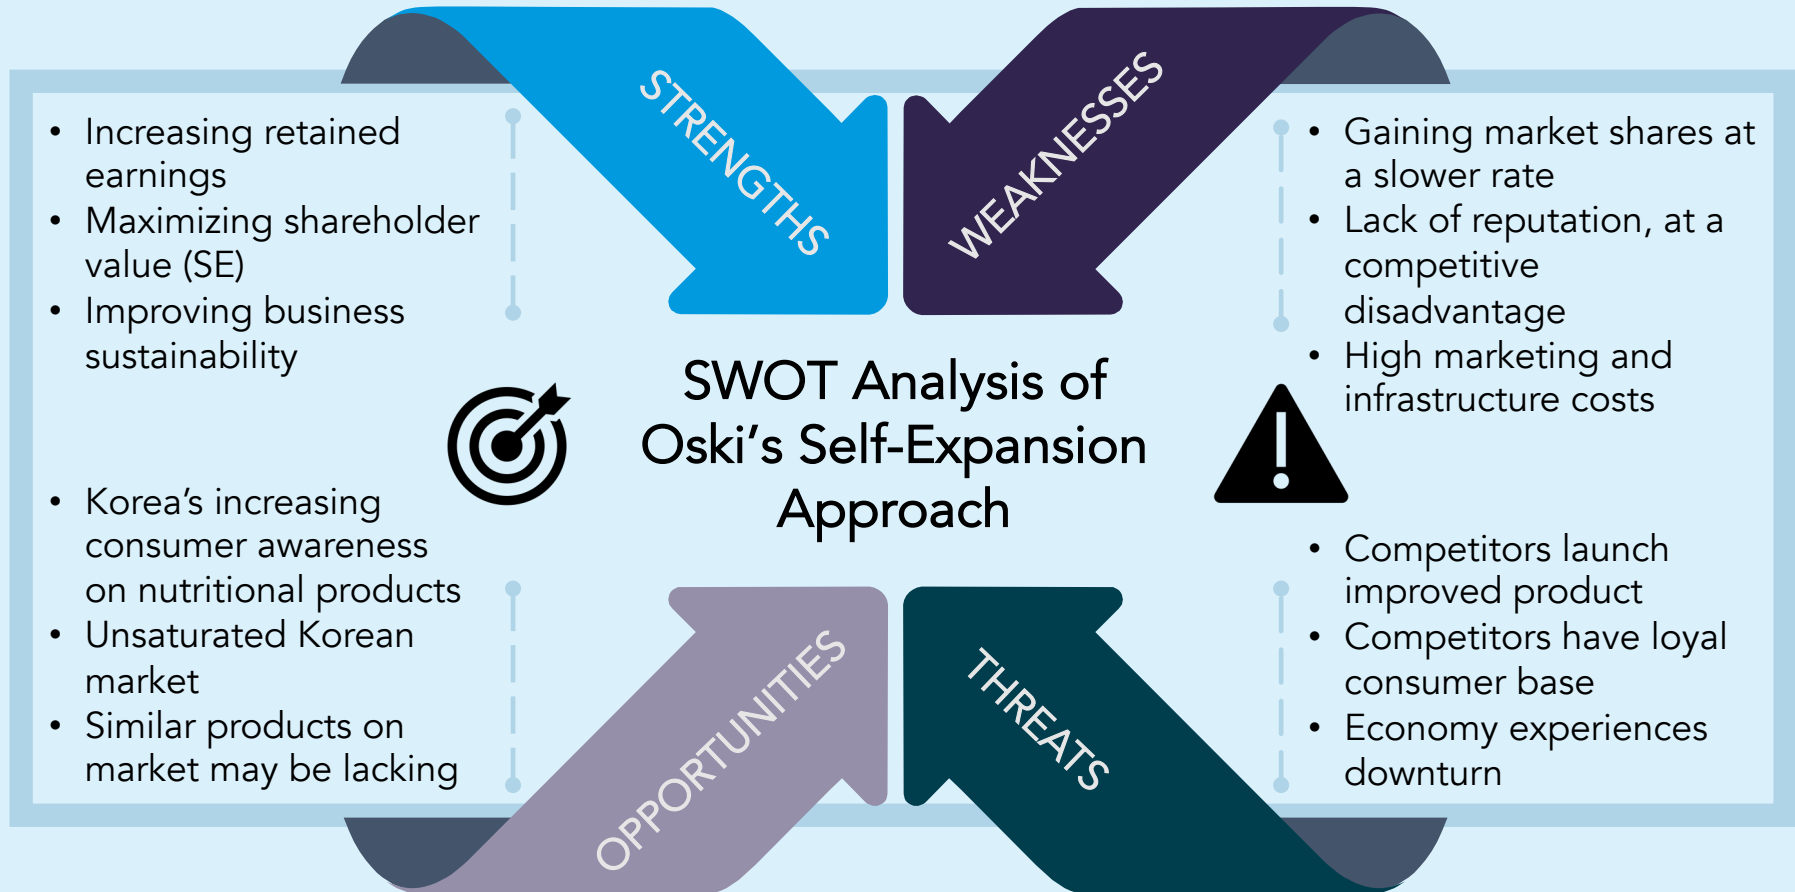 STRENGTHS
• Increasing retained
earnings
• Maximizing shareholder
value (SE)
• Improving business
sustainability
WEAKNESSES
• Gaining market shares at
a slower rate
• Lack of reputation, at a
competitive
disadvantage
• High marketing and
infrastructure costs
SWOT Analysis of
Oski’s Self-Expansion
Approach
OPPORTUNITIES
• Korea’s increasing
consumer awareness
on nutritional products
• Unsaturated Korean
market
• Similar products on
market may be lacking
THREATS
• Competitors launch
improved product
• Competitors have loyal
consumer base
• Economy experiences
downturn